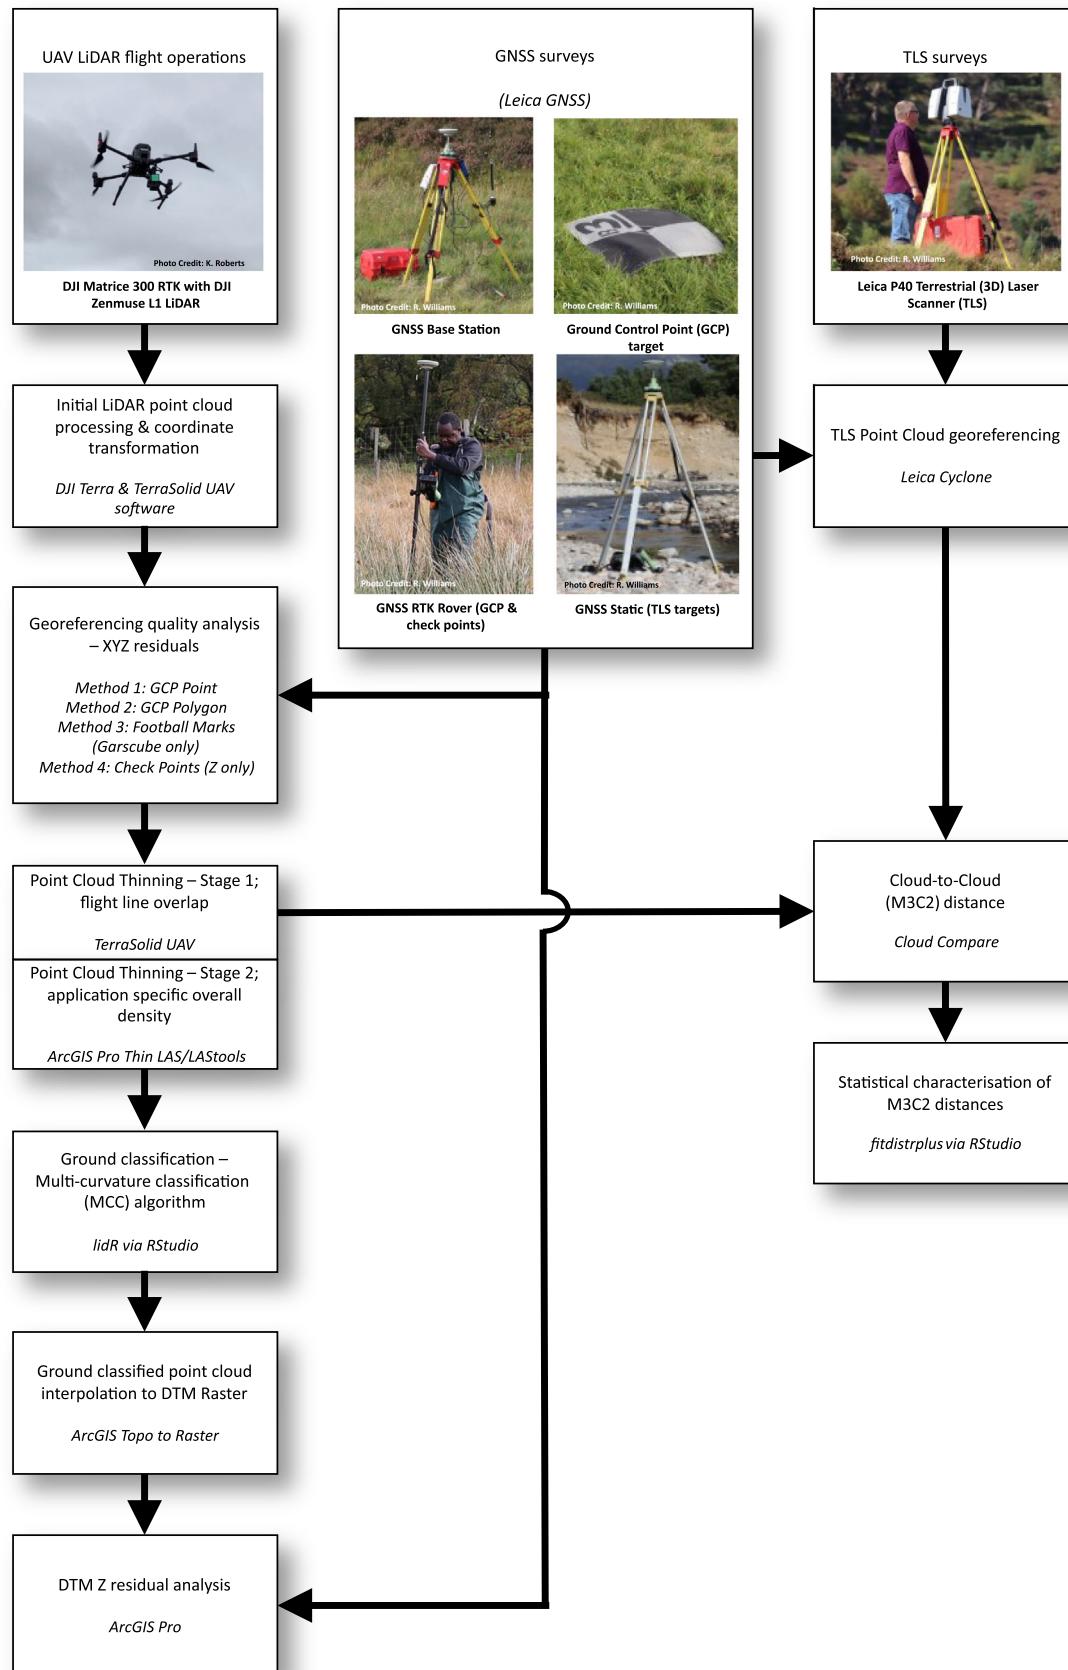 UAV LiDAR flight operations
Photo Credit: K. Roberts
DJI Matrice 300 RTK with DJI
Zenmuse L1 LiDAR
Initial LiDAR point cloud
processing & coordinate
transformation
DJI Terra & TerraSolid UAV
software
Georeferencing quality analysis
– XYZ residuals
Method 1: GCP Point
Method 2: GCP Polygon
Method 3: Football Marks
(Garscube only)
Method 4: Check Points (Z only)
Point Cloud Thinning – Stage 1;
flight line overlap
TerraSolid UAV
Point Cloud Thinning – Stage 2;
application specific overall
density
ArcGIS Pro Thin LAS/LAStools
Ground classification –
Multi-curvature classification
(MCC) algorithm
lidR via RStudio
Ground classified point cloud
interpolation to DTM Raster
ArcGIS Topo to Raster
DTM Z residual analysis
ArcGIS Pro
GNSS surveys
(Leica GNSS)
Photo Credit: R. Williams
GNSS Base Station
Photo Credit: R. Williams
Ground Control Point (GCP)
target
Photo Credit: R. Williams
GNSS RTK Rover (GCP &
check points)
Photo Credit: R. Williams
GNSS Static (TLS targets)
TLS surveys
Photo Credit: R. Williams
Leica P40 Terrestrial (3D) Laser
Scanner (TLS)
TLS Point Cloud georeferencing
Leica Cyclone
Cloud-to-Cloud
(M3C2) distance
Cloud Compare
Statistical characterisation of
M3C2 distances
fitdistrplus via RStudio